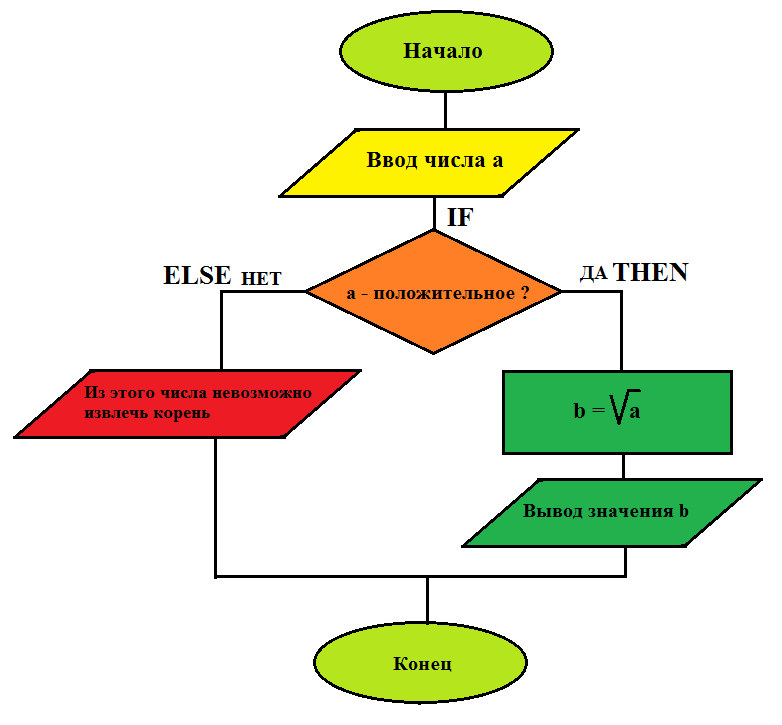 Начало
Ввод числа a
IF
ELSE НЕТ
ДА THEN
a - положительное ?
Из этого числа невозможно
извлечь корень
b = √a
Вывод значения b
Конец